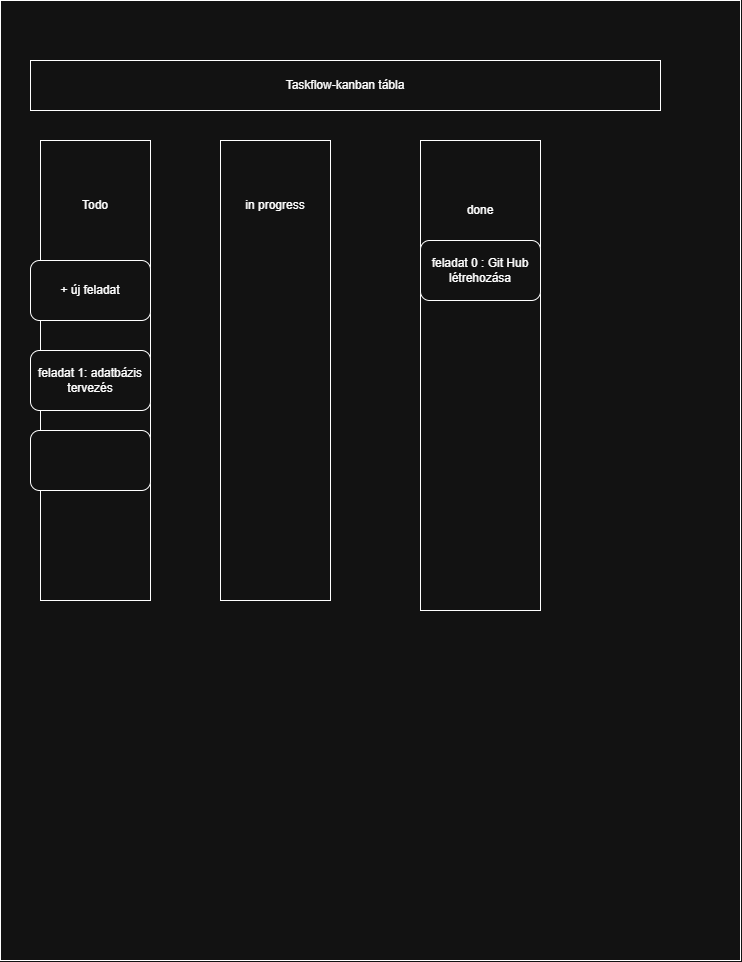 Taskflow-kanban tábla
Todo
in progress
done
+ új feladat
feladat 1: adatbázis
tervezés
feladat 0 : Git Hub
létrehozása